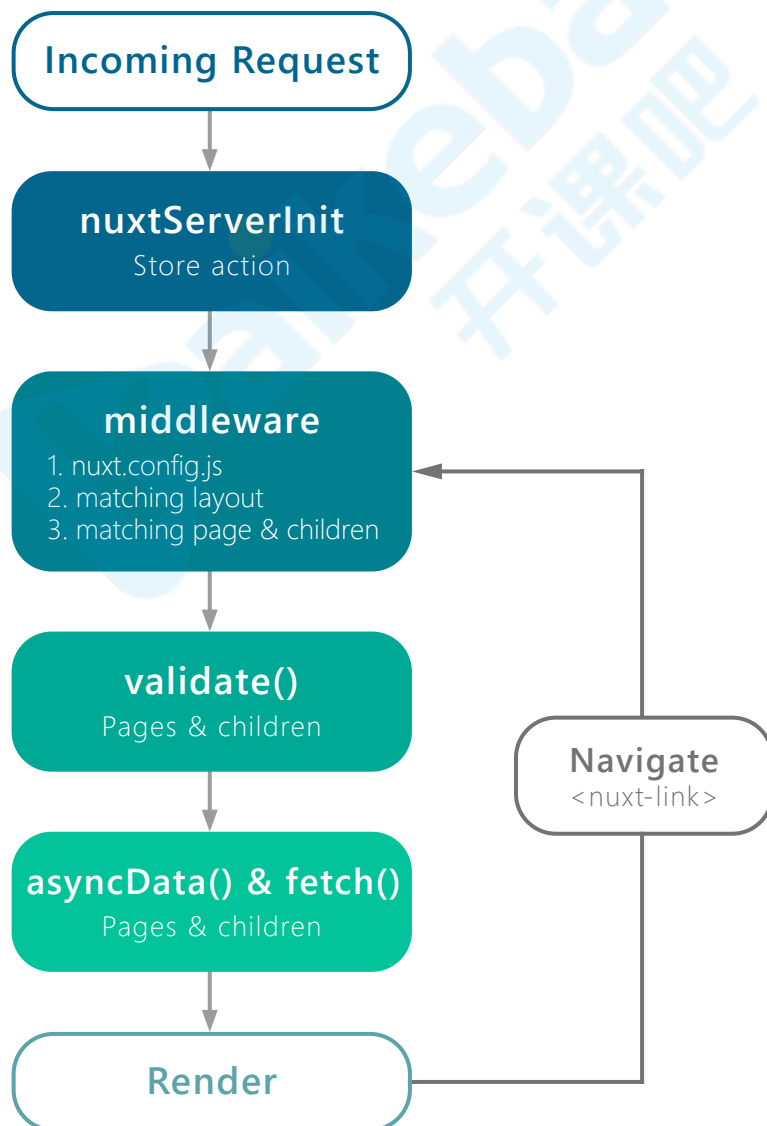 Incoming Request
nuxtServerInit
Store action
middleware
1. nuxt.config.js
2. matching layout
3. matching page & children
validate()
Pages & children
Navigate
<nuxt-link>
asyncData() & fetch()
Pages & children
Render
kaikeba
开课吧